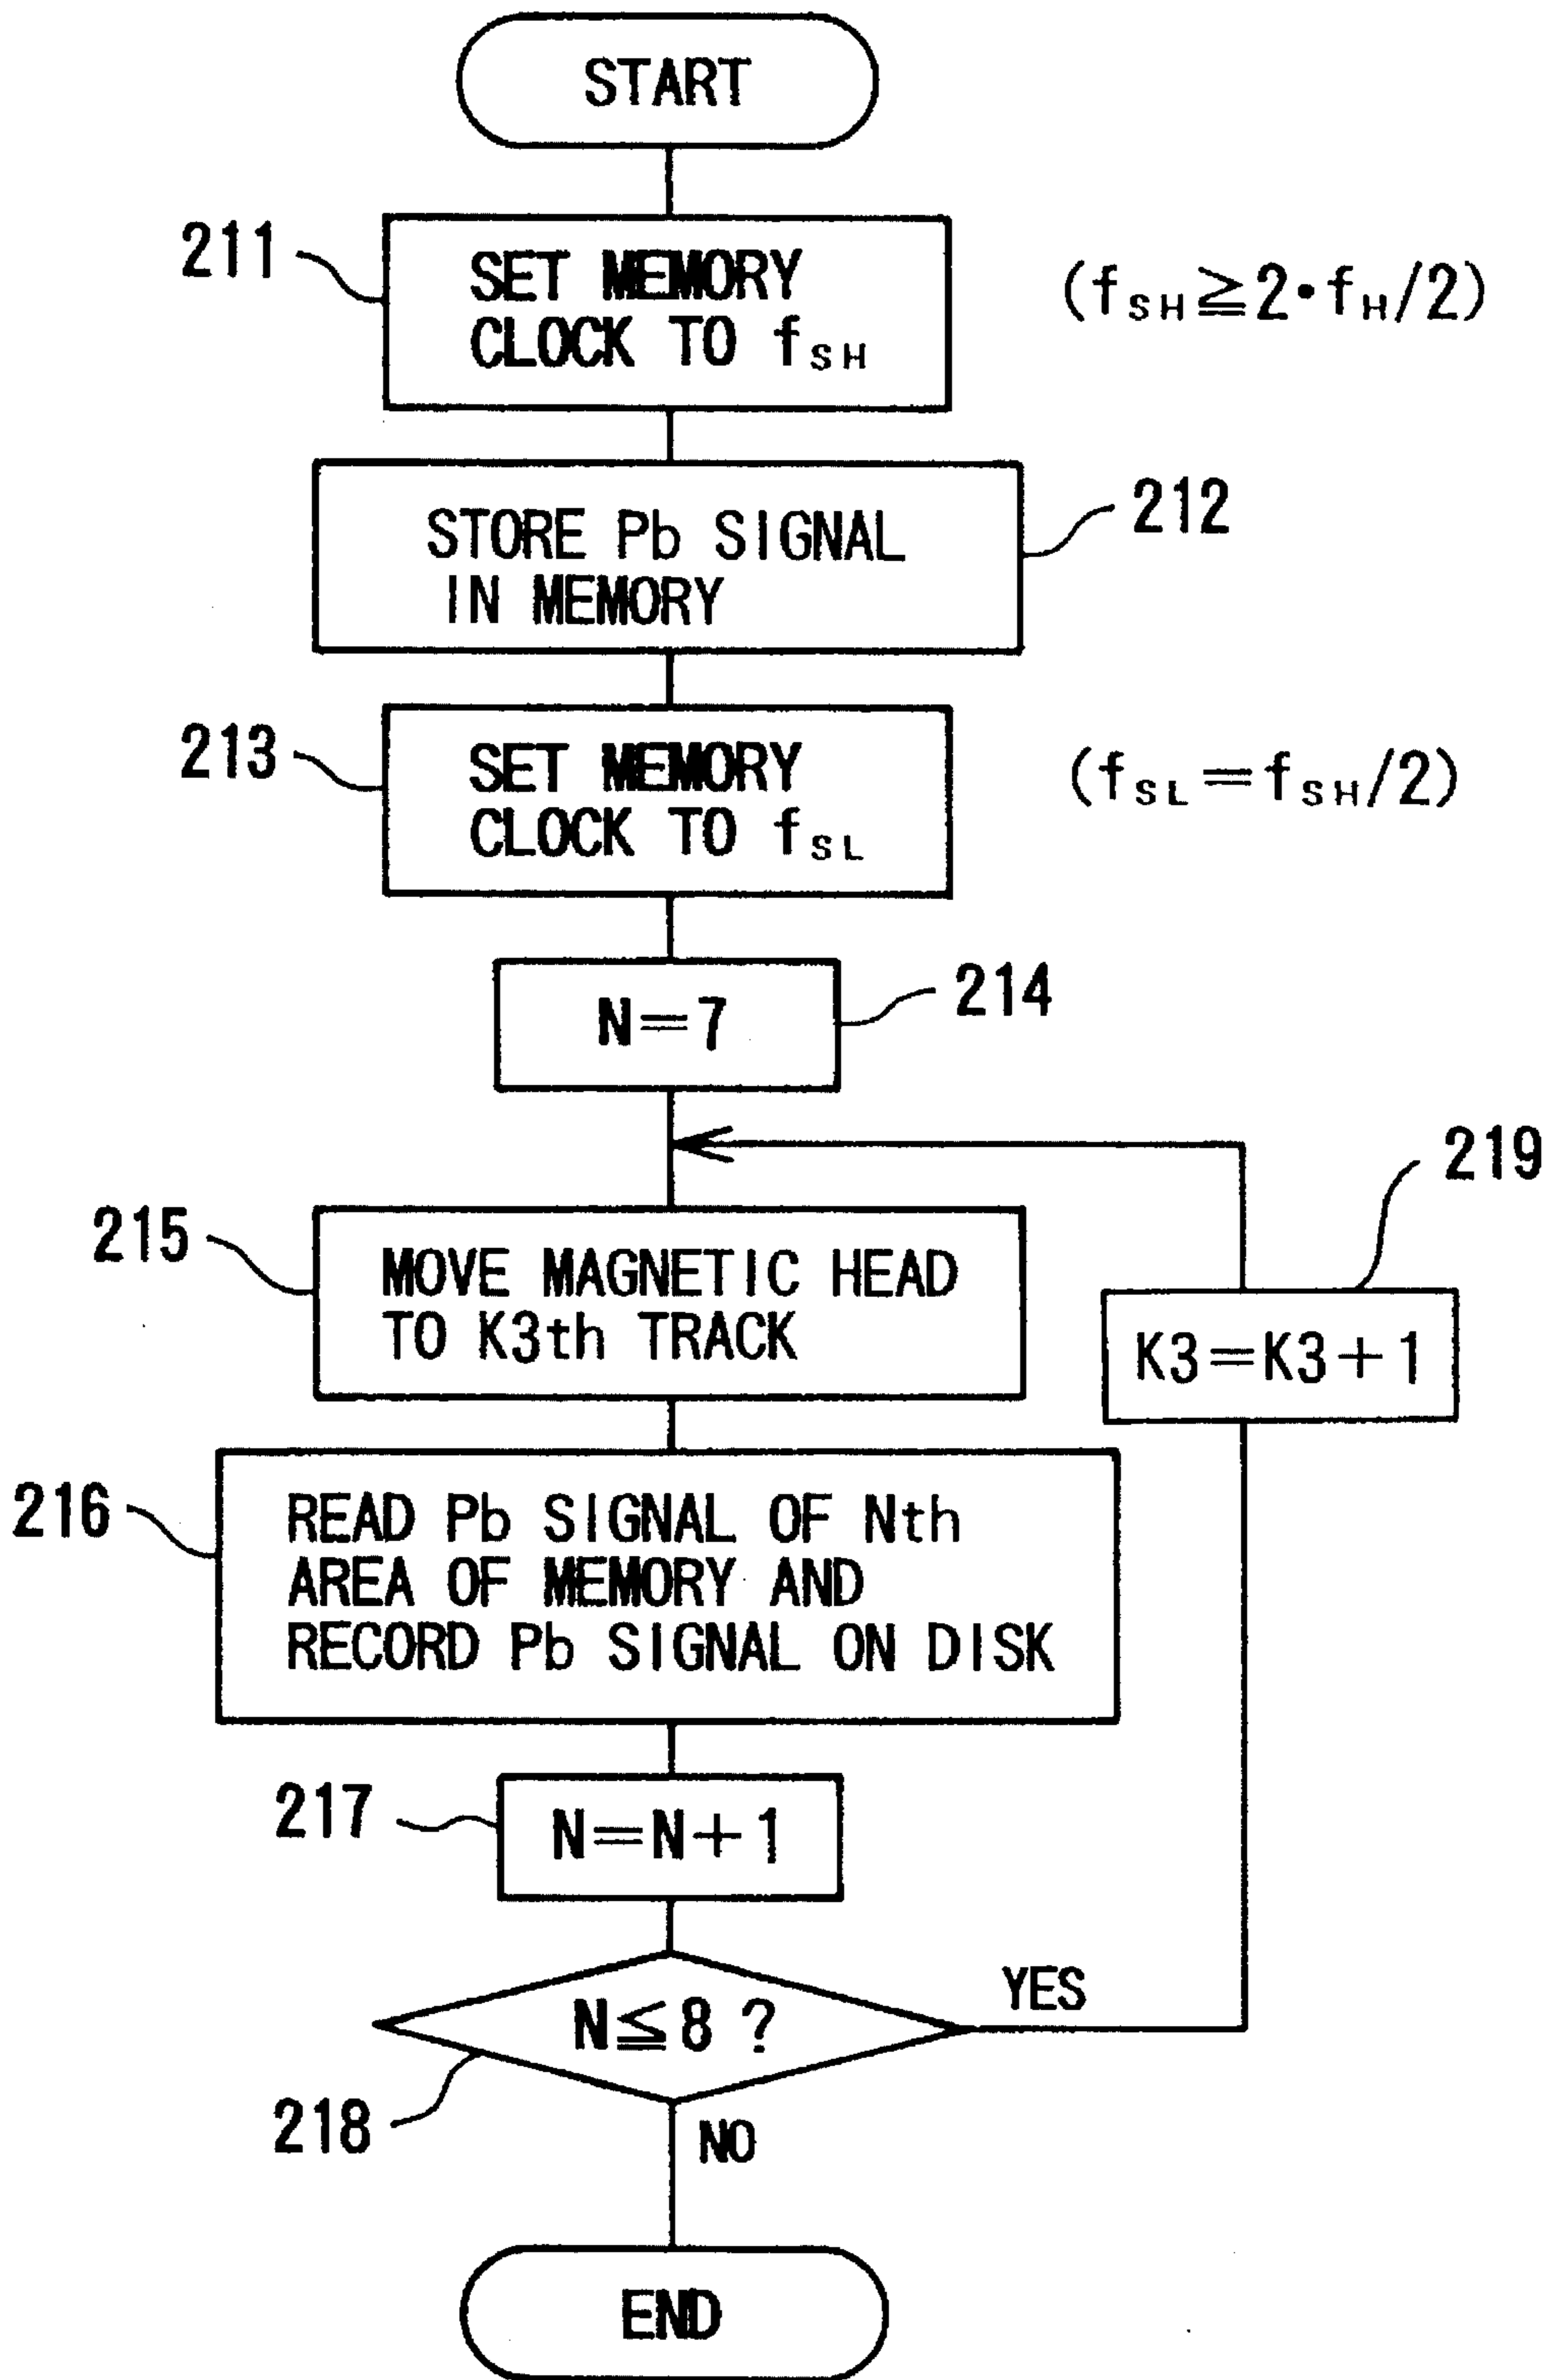 START
211
SET MEMORY
CLOCK TO fSH
(fSH≧2・fH/2)
STORE Pb SIGNAL
IN MEMORY
212
213
SET MEMORY
CLOCK TO fSL
(fSL=fSH/2)
N=7
214
219
215
MOVE MAGNETIC HEAD
TO K3th TRACK
K3=K3+1
216
READ Pb SIGNAL OF Nth
AREA OF MEMORY AND
RECORD Pb SIGNAL ON DISK
217
N=N+1
YES
N≦8 ?
218
NO
END